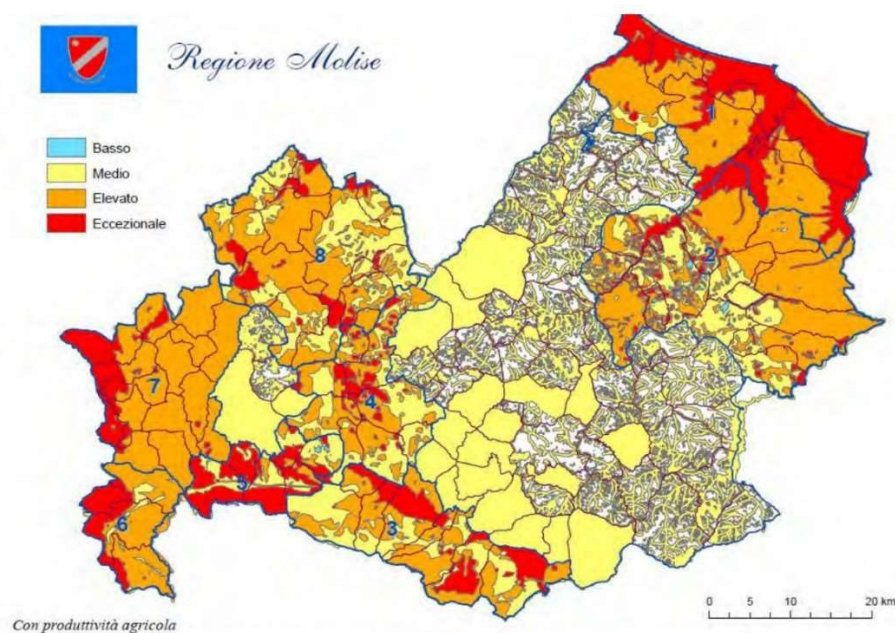 Regione Molise
Basso
Medio
Elevato
Eccezionale
1
2
8
7
4
5
6
3
0 5 10 20 km
Con produttività agricola